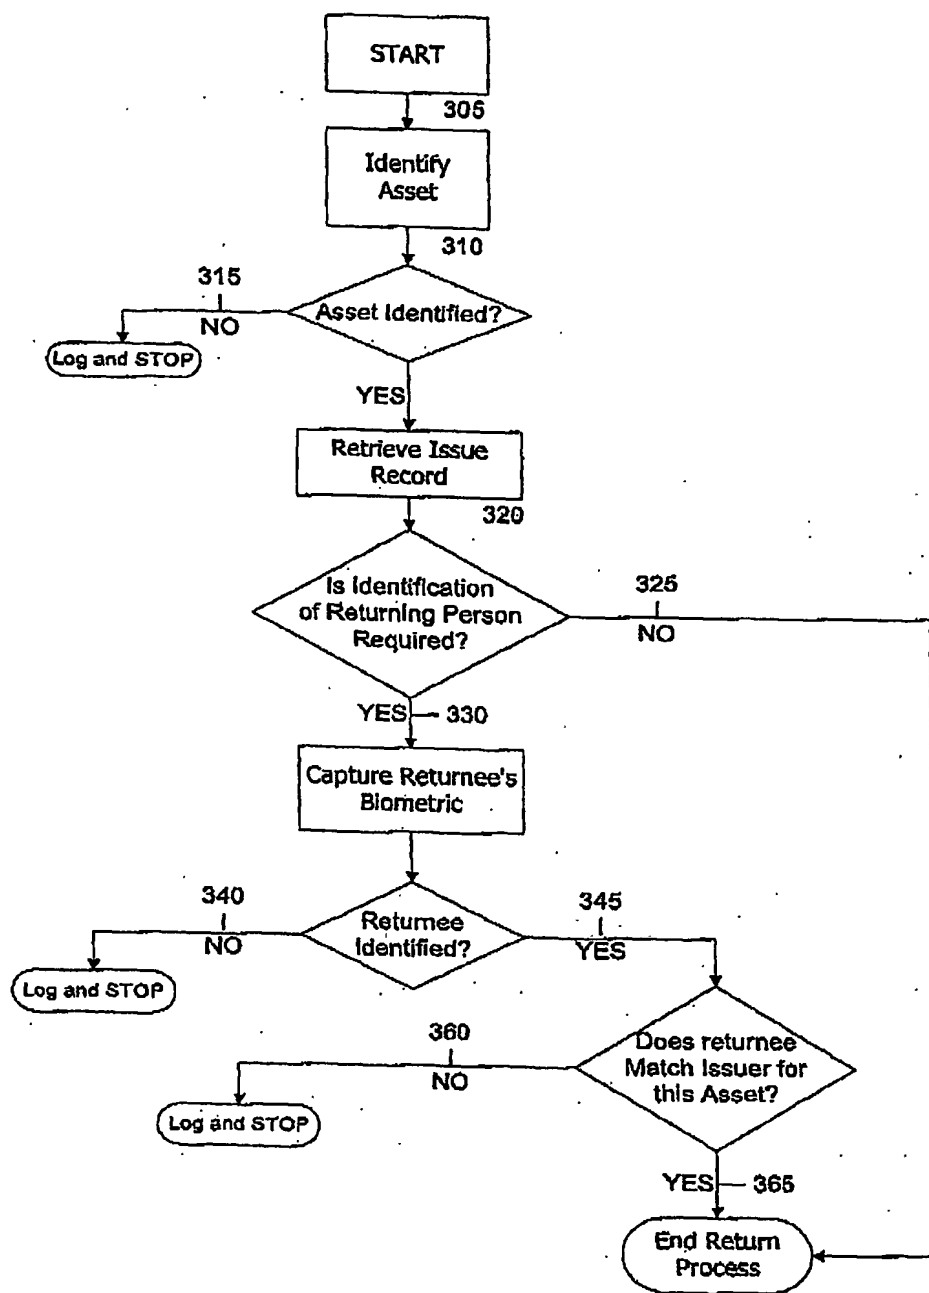 START
305
Identify
Asset
310
315
Asset Identified?
NO
Log and STOP
YES
Retrieve Issue
Record
320
Is Identification
of Returning Person
Required?
325
NO
YES
330
Capture Returnee's
Biometric
340
NO
Returnee
Identified?
345
YES
Log and STOP
360
NO
Does returnee
Match Issuer for
this Asset?
Log and STOP
YES
365
End Return
Process